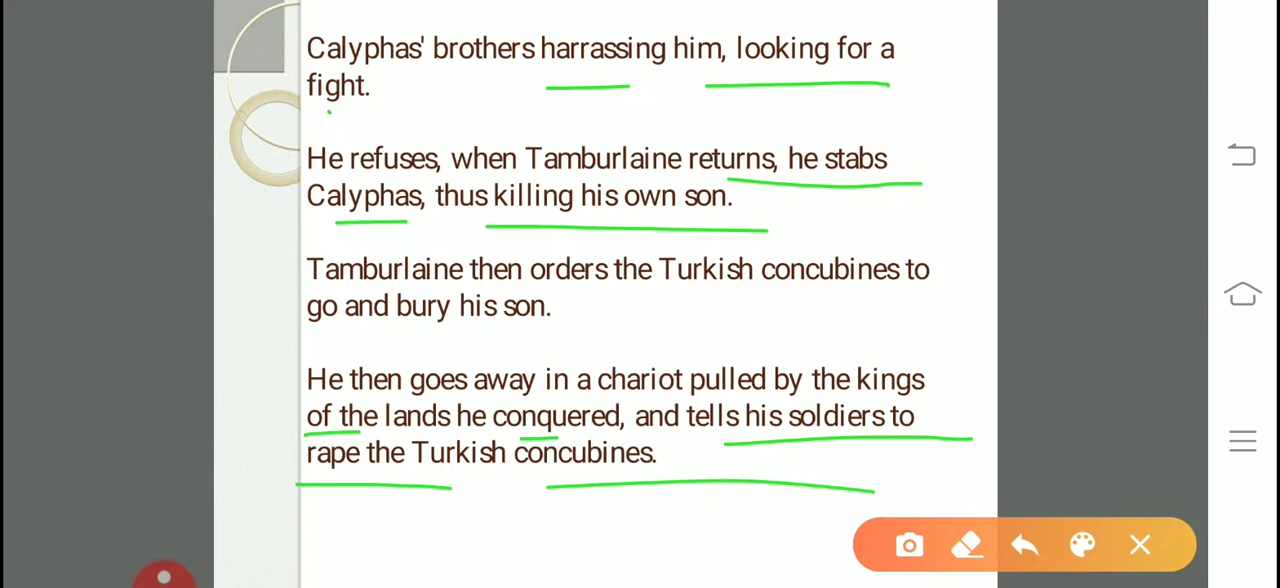 Calyphas' brothers harrassing him, looking for a
fight.
He refuses, when Tamburlaine returns, he stabs
Calyphas, thus killing his own son.
Tamburlaine then orders the Turkish concubines to
go and bury his son.
He then goes away in a chariot pulled by the kings
of the lands he conquered, and tells his soldiers to
rape the Turkish concubines.